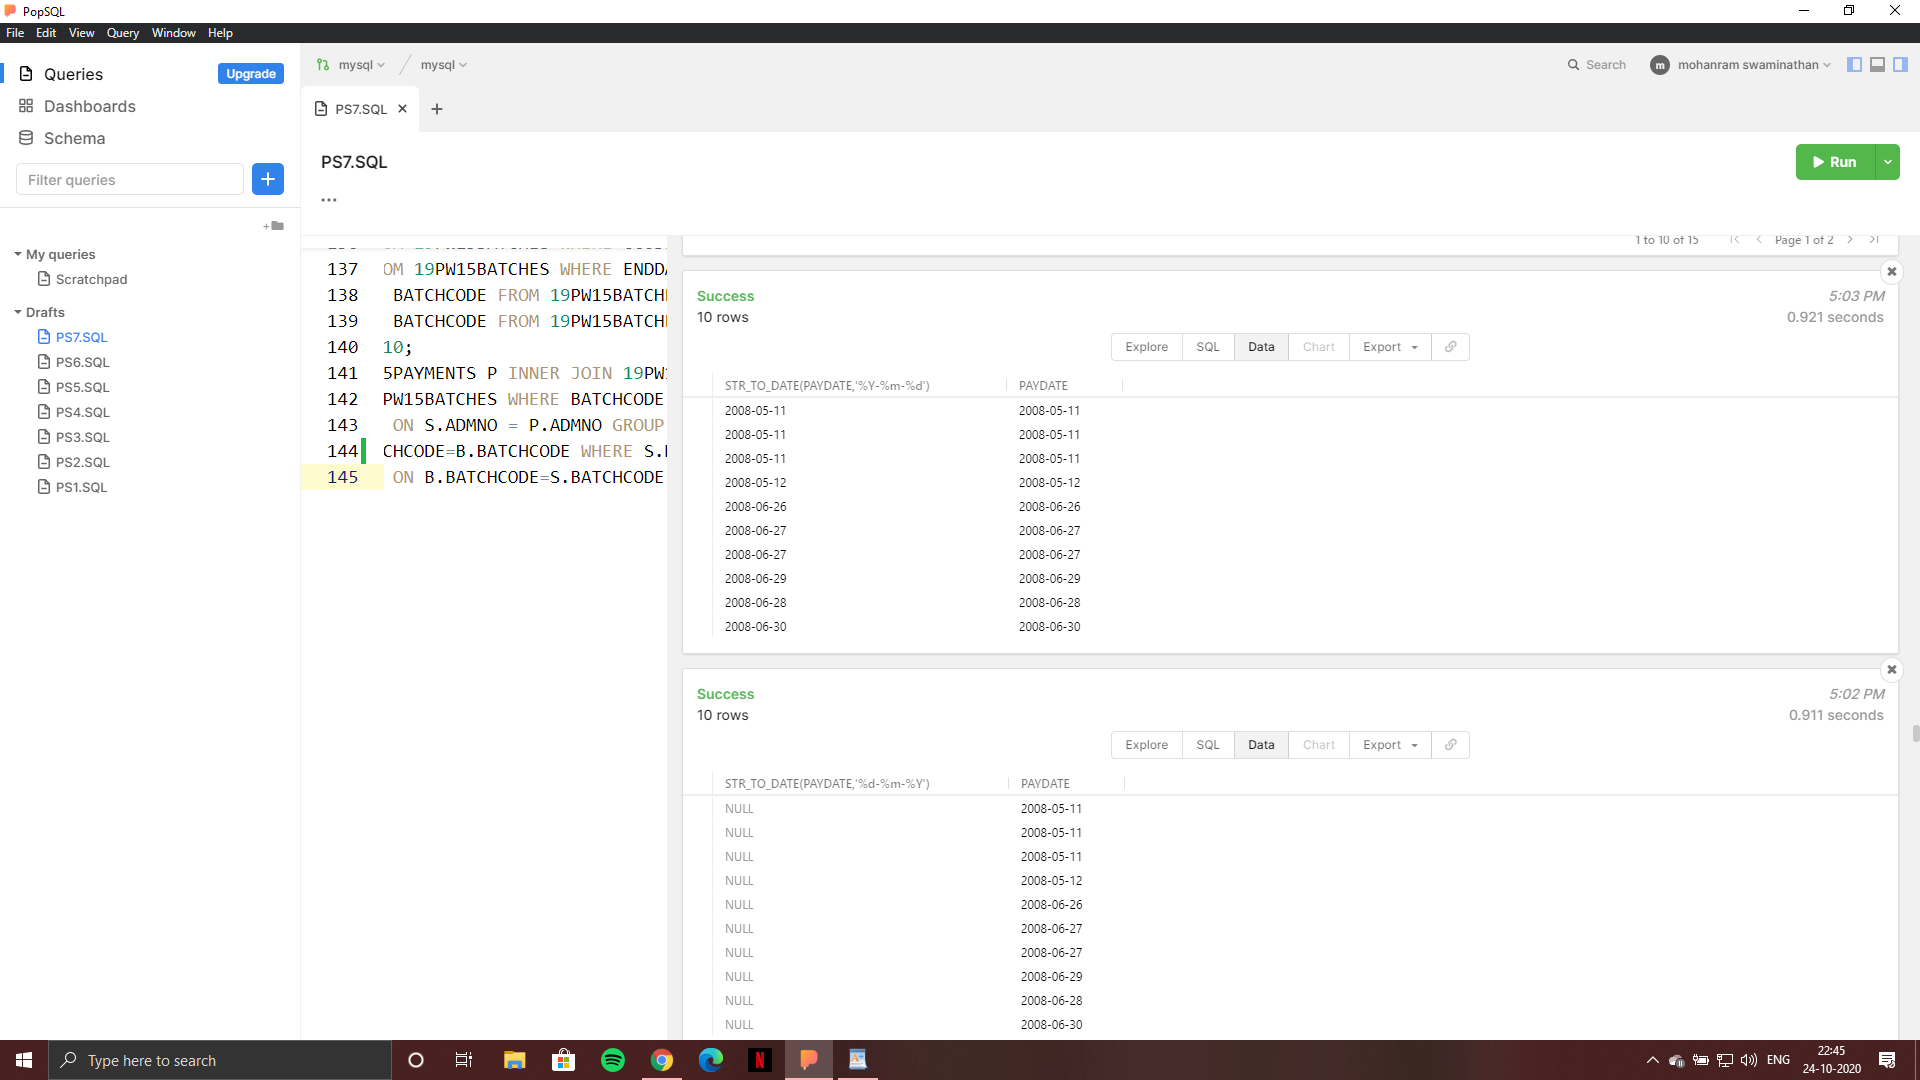 PopSQL
File Edit View Query Window Help
Queries
Upgrade
Dashboards
Schema
Filter queries
My queries
Scratchpad
Drafts
PS7.SQL
PS6.SQL
PS5.SQL
PS4.SQL
PS3.SQL
PS2.SQL
PS1.SQL
mysql mysql
Search
m mohanram swaminathan
PS7.SQL
PS7.SQL
Run
...
137 OM 19PW15BATCHES WHERE ENDDA
138 BATCHCODE FROM 19PW15BATCH
139 BATCHCODE FROM 19PW15BATCH
140 10;
141 5PAYMENTS P INNER JOIN 19PW
142 PW15BATCHES WHERE BATCHCODE
143 ON S.ADMNO = P.ADMNO GROUP
144 CHCODE=B.BATCHCODE WHERE S.
145 ON B.BATCHCODE=S.BATCHCODE
1 to 10 of 15 Page 1 of 2
Success 5:03 PM
10 rows 0.921 seconds
Explore SQL Data Chart Export
STR_TO_DATE(PAYDATE,'%Y-%m-%d') PAYDATE
2008-05-11 2008-05-11
2008-05-11 2008-05-11
2008-05-11 2008-05-11
2008-05-12 2008-05-12
2008-06-26 2008-06-26
2008-06-27 2008-06-27
2008-06-27 2008-06-27
2008-06-29 2008-06-29
2008-06-28 2008-06-28
2008-06-30 2008-06-30
Success 5:02 PM
10 rows 0.911 seconds
Explore SQL Data Chart Export
STR_TO_DATE(PAYDATE,'%d-%m-%Y') PAYDATE
NULL 2008-05-11
NULL 2008-05-11
NULL 2008-05-11
NULL 2008-05-12
NULL 2008-06-26
NULL 2008-06-27
NULL 2008-06-27
NULL 2008-06-29
NULL 2008-06-28
NULL 2008-06-30
Type here to search
ENG
22:45
24-10-2020